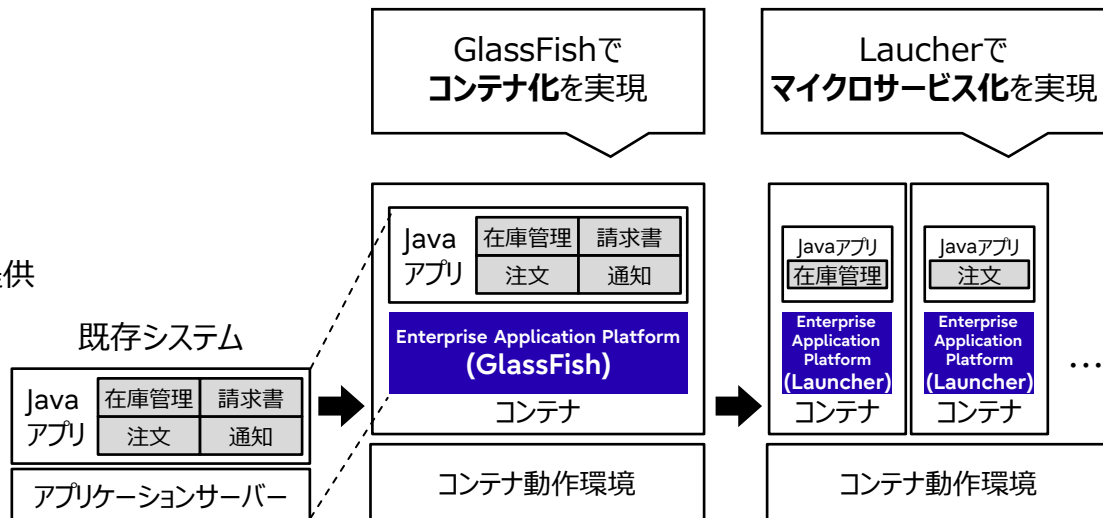 GlassFishで
コンテナ化を実現
Laucherで
マイクロサービス化を実現
供
既存システム
Java
アプリ
在庫管理
請求書
注文
通知
アプリケーションサーバー
Java
アプリ
在庫管理
請求書
注文
通知
Enterprise Application Platform
(GlassFish)
コンテナ
コンテナ動作環境
Javaアプリ
在庫管理
Enterprise
Application
Platform
(Launcher)
コンテナ
Javaアプリ
注文
Enterprise
Application
Platform
(Launcher)
コンテナ
…
コンテナ動作環境